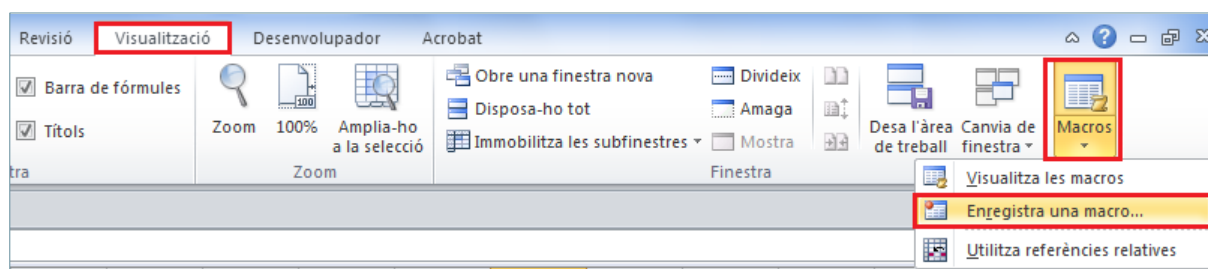 Revisió Visualització Desenvolupador Acrobat
Barra de fórmules
Títols
Zoom
100%
100
Amplia-ho
a la selecció
Zoom
Obre una finestra nova
Disposa-ho tot
Immobilitza les subfinestres
Divideix
Amaga
Mostra
Desa l'àrea
de treball
Canvia de
finestra
Finestra
Macros
Visualitza les macros
Enregistra una macro...
Utilitza referències relatives